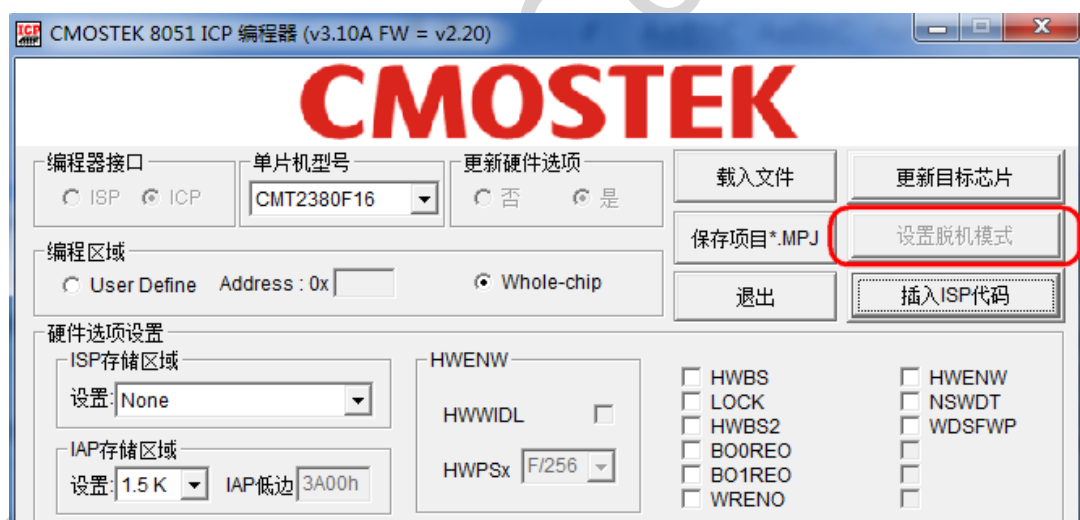 CMOSTEK 8051 ICP 编程器 (v3.10A FW = v2.20)
CMOSTEK
编程器接口
ISP ICP
单片机型号
CMT2380F16
更新硬件选项
否 是
载入文件
更新目标芯片
保存项目*.MPJ
设置脱机模式
退出
插入ISP代码
编程区域
User Define Address : 0x
Whole-chip
硬件选项设置
ISP存储区域
设置: None
IAP存储区域
设置: 1.5 K IAP低边 3A00h
HWENW
HWWIDL
HWPSx F/256
HWBS
LOCK
HWBS2
BO0REO
BO1REO
WRENO
HWENW
NSWDT
WDSFWP